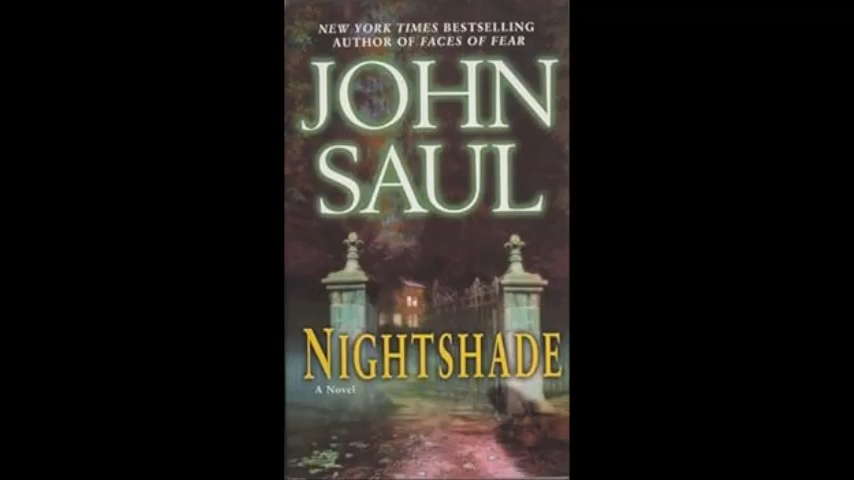 NEW YORK TIMES BESTSELLING
AUTHOR OF FACES OF FEAR
JOHN
SAUL
NIGHTSHADE
A Novel